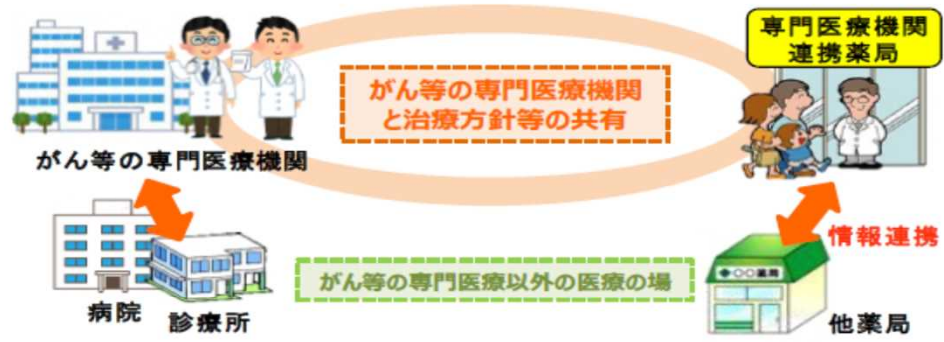 専門医療機関
連携薬局
がん等の専門医療機関
と治療方針等の共有
がん等の専門医療機関
情報連携
がん等の専門医療以外の医療の場
○○薬局
病院
診療所
他薬局